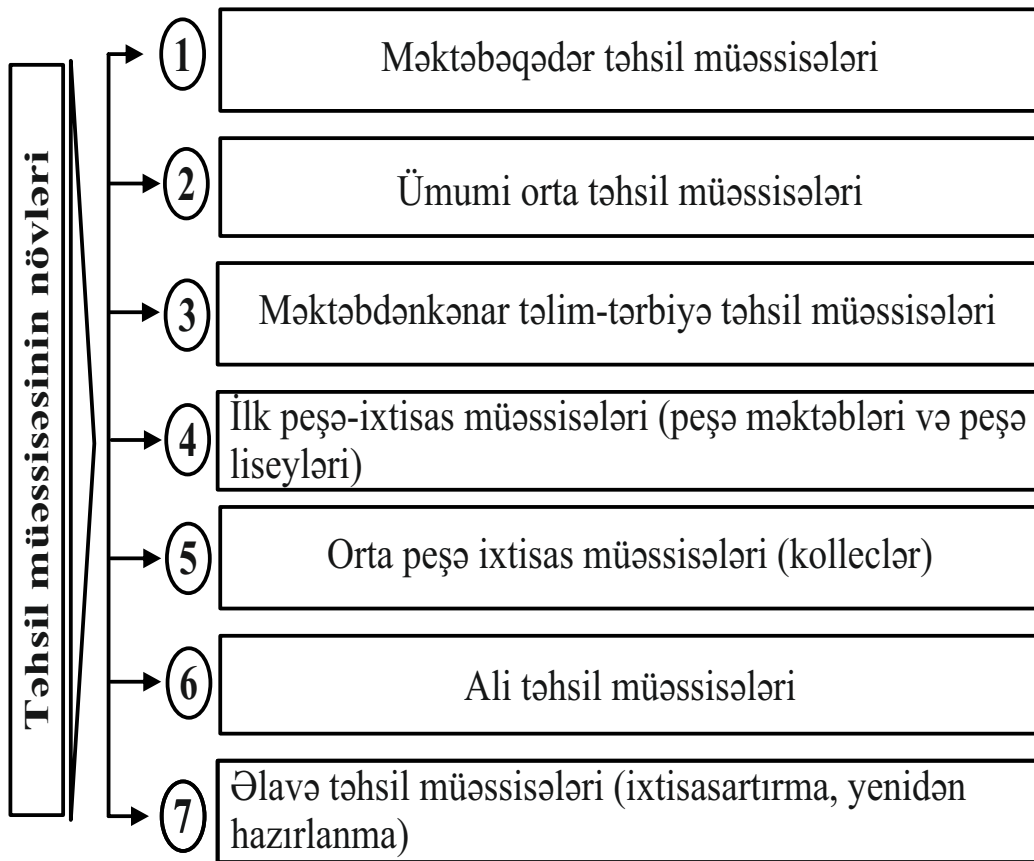 Təhsil müəssisəsinin növləri
1
Məktəbəqədər təhsil müəssisələri
2
Ümumi orta təhsil müəssisələri
3
Məktəbdənkənar təlim-tərbiyə təhsil müəssisələri
4
İlk peşə-ixtisas müəssisələri (peşə məktəbləri və peşə
liseyləri)
5
Orta peşə ixtisas müəssisələri (kolleclər)
6
Ali təhsil müəssisələri
7
Əlavə təhsil müəssisələri (ixtisasartırma, yenidən
hazırlanma)